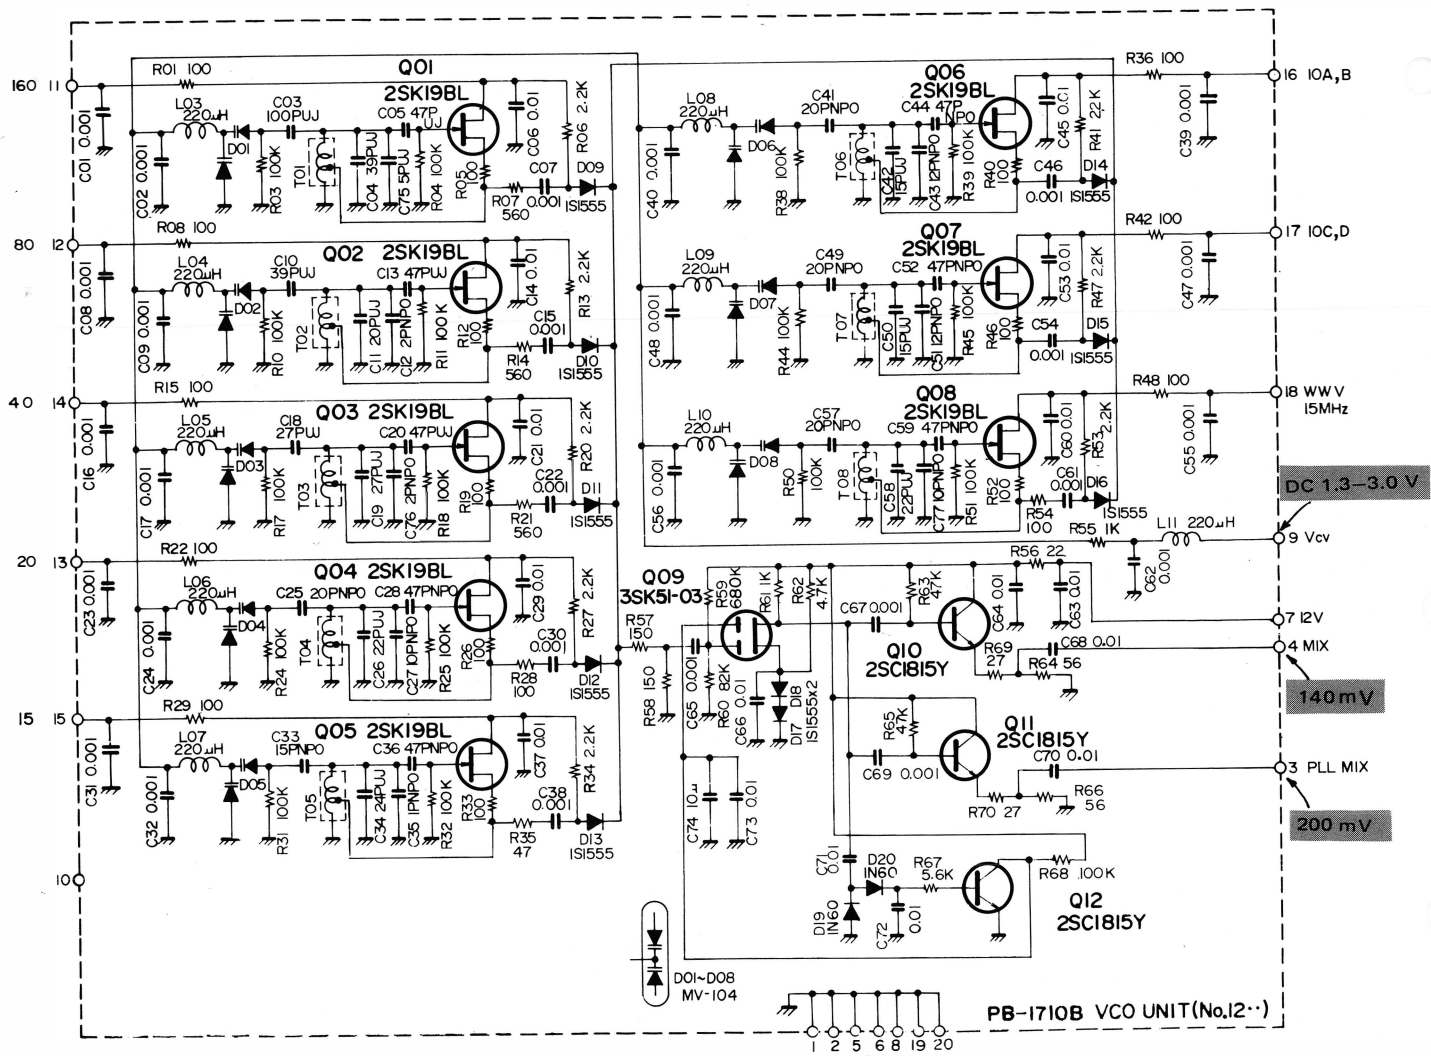 160 11
R01 100
Q01
2SK19BL
C01 0.001
C02 0.001
L03
220μH
D01
R03 100K
C03
100PUJ
T01
C04 39PUJ
C75 5PUJ
C05 47P
UJ
R04 100K
R05
100
C06 0.01
R06 2.2K
R07
560
C07
0.001
D09
IS1555
80 12
R08 100
Q02 2SK19BL
C08 0.001
C09 0.001
L04
220μH
D02
R10 100K
C10
39PUJ
T02
C11 20PUJ
C12 2PNPO
C13 47PUJ
R11 100K
R12
100
C14 0.01
R13 2.2K
R14
560
C15
0.001
D10
IS1555
40 14
R15 100
Q03 2SK19BL
C16 0.001
C17 0.001
L05
220μH
D03
R17 100K
C18
27PUJ
T03
C19 27PUJ
C76 2PNPO
C20 47PUJ
R18 100K
R19
100
C21 0.01
R20 2.2K
R21
560
C22
0.001
D11
IS1555
20 13
R22 100
Q04 2SK19BL
C23 0.001
C24 0.001
L06
220μH
D04
R24 100K
C25 20PNPO
T04
C26 22PUJ
C27 10PNPO
C28 47PNPO
R25 100K
R26
100
C29 0.01
R27 2.2K
R28
100
C30
0.001
D12
IS1555
15 15
R29 100
Q05 2SK19BL
C31 0.001
C32 0.001
L07
220μH
D05
R31 100K
C33
15PNPO
T05
C34 24PUJ
C35 1PNPO
C36 47PNPO
R32 100K
R33
100
C37 0.01
R34 2.2K
R35
47
C38
0.001
D13
IS1555
10
Q06
2SK19BL
R36 100
16 10A,B
C39 0.001
C40 0.001
L08
220μH
D06
R38 100K
C41
20PNPO
T06
C42
15PUJ
C43 12PNPO
C44 47P
NPO
R39 100K
R40
100
C45 0.01
R41 2.2K
C46
0.001
D14
IS1555
Q07
2SK19BL
R42 100
17 10C,D
C47 0.001
C48 0.001
L09
220μH
D07
R44 100K
C49
20PNPO
T07
C50
15PUJ
C51 12PNPO
C52 47PNPO
R45 100K
R46
100
C53 0.01
R47 2.2K
C54
0.001
D15
IS1555
Q08
2SK19BL
R48 100
18 WWV
15MHz
C55 0.001
C56 0.001
L10
220μH
D08
R50
100K
C57
20PNPO
T08
C58
22PUJ
C77 10PNPO
C59 47PNPO
R51 100K
R52
100
C60 0.01
R53
2.2K
R54
100
C61
0.001
D16
IS1555
DC 1.3–3.0 V
R55 1K
L11 220μH
9 Vcv
C62
0.001
Q09
3SK51-03
R57
150
R58 150
C65 0.001
R59
680K
R60 82K
R61 1K
R62
4.7K
C66 0.01
D18
D17 IS1555x2
C67 0.001
R63
47K
R56 22
C64 0.01
C63 0.01
7 12V
Q10
2SC1815Y
C68 0.01
R69
27
R64 56
4 MIX
140 mV
R65
47K
Q11
2SC1815Y
C69 0.001
C70 0.01
R70 27
R66
56
3 PLL MIX
200 mV
C74 10μ
C73 0.01
C71
0.01
D20
IN60
D19
IN60
C72
0.01
R67
5.6K
R68 100K
Q12
2SC1815Y
D01~D08
MV-104
PB-1710B VCO UNIT(No.12··)
1 2 5 6 8 19 20